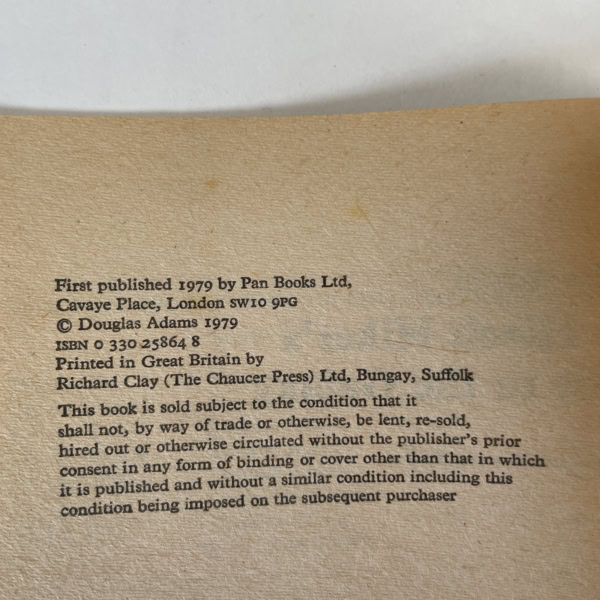 First published 1979 by Pan Books Ltd,
Cavaye Place, London SW10 9PG
© Douglas Adams 1979
ISBN 0 330 25864 8
Printed in Great Britain by
Richard Clay (The Chaucer Press) Ltd, Bungay, Suffolk
This book is sold subject to the condition that it
shall not, by way of trade or otherwise, be lent, re-sold,
hired out or otherwise circulated without the publisher's prior
consent in any form of binding or cover other than that in which
it is published and without a similar condition including this
condition being imposed on the subsequent purchaser